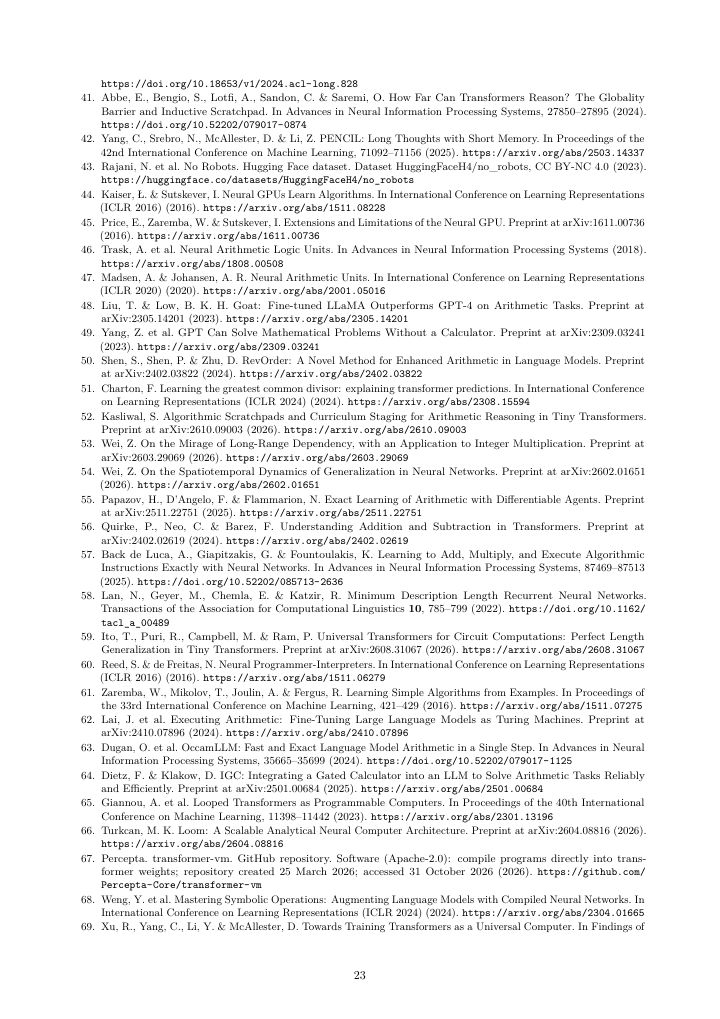 https://doi.org/10.18653/v1/2024.acl-long.828
41. Abbe, E., Bengio, S., Lotfi, A., Sandon, C. & Saremi, O. How Far Can Transformers Reason? The Globality
Barrier and Inductive Scratchpad. In Advances in Neural Information Processing Systems, 27850–27895 (2024).
https://doi.org/10.52202/079017-0874
42. Yang, C., Srebro, N., McAllester, D. & Li, Z. PENCIL: Long Thoughts with Short Memory. In Proceedings of the
42nd International Conference on Machine Learning, 71092–71156 (2025). https://arxiv.org/abs/2503.14337
43. Rajani, N. et al. No Robots. Hugging Face dataset. Dataset HuggingFaceH4/no_robots, CC BY-NC 4.0 (2023).
https://huggingface.co/datasets/HuggingFaceH4/no_robots
44. Kaiser, Ł. & Sutskever, I. Neural GPUs Learn Algorithms. In International Conference on Learning Representations
(ICLR 2016) (2016). https://arxiv.org/abs/1511.08228
45. Price, E., Zaremba, W. & Sutskever, I. Extensions and Limitations of the Neural GPU. Preprint at arXiv:1611.00736
(2016). https://arxiv.org/abs/1611.00736
46. Trask, A. et al. Neural Arithmetic Logic Units. In Advances in Neural Information Processing Systems (2018).
https://arxiv.org/abs/1808.00508
47. Madsen, A. & Johansen, A. R. Neural Arithmetic Units. In International Conference on Learning Representations
(ICLR 2020) (2020). https://arxiv.org/abs/2001.05016
48. Liu, T. & Low, B. K. H. Goat: Fine-tuned LLaMA Outperforms GPT-4 on Arithmetic Tasks. Preprint at
arXiv:2305.14201 (2023). https://arxiv.org/abs/2305.14201
49. Yang, Z. et al. GPT Can Solve Mathematical Problems Without a Calculator. Preprint at arXiv:2309.03241
(2023). https://arxiv.org/abs/2309.03241
50. Shen, S., Shen, P. & Zhu, D. RevOrder: A Novel Method for Enhanced Arithmetic in Language Models. Preprint
at arXiv:2402.03822 (2024). https://arxiv.org/abs/2402.03822
51. Charton, F. Learning the greatest common divisor: explaining transformer predictions. In International Conference
on Learning Representations (ICLR 2024) (2024). https://arxiv.org/abs/2308.15594
52. Kasliwal, S. Algorithmic Scratchpads and Curriculum Staging for Arithmetic Reasoning in Tiny Transformers.
Preprint at arXiv:2610.09003 (2026). https://arxiv.org/abs/2610.09003
53. Wei, Z. On the Mirage of Long-Range Dependency, with an Application to Integer Multiplication. Preprint at
arXiv:2603.29069 (2026). https://arxiv.org/abs/2603.29069
54. Wei, Z. On the Spatiotemporal Dynamics of Generalization in Neural Networks. Preprint at arXiv:2602.01651
(2026). https://arxiv.org/abs/2602.01651
55. Papazov, H., D'Angelo, F. & Flammarion, N. Exact Learning of Arithmetic with Differentiable Agents. Preprint
at arXiv:2511.22751 (2025). https://arxiv.org/abs/2511.22751
56. Quirke, P., Neo, C. & Barez, F. Understanding Addition and Subtraction in Transformers. Preprint at
arXiv:2402.02619 (2024). https://arxiv.org/abs/2402.02619
57. Back de Luca, A., Giapitzakis, G. & Fountoulakis, K. Learning to Add, Multiply, and Execute Algorithmic
Instructions Exactly with Neural Networks. In Advances in Neural Information Processing Systems, 87469–87513
(2025). https://doi.org/10.52202/085713-2636
58. Lan, N., Geyer, M., Chemla, E. & Katzir, R. Minimum Description Length Recurrent Neural Networks.
Transactions of the Association for Computational Linguistics 10, 785–799 (2022). https://doi.org/10.1162/
tacl_a_00489
59. Ito, T., Puri, R., Campbell, M. & Ram, P. Universal Transformers for Circuit Computations: Perfect Length
Generalization in Tiny Transformers. Preprint at arXiv:2608.31067 (2026). https://arxiv.org/abs/2608.31067
60. Reed, S. & de Freitas, N. Neural Programmer-Interpreters. In International Conference on Learning Representations
(ICLR 2016) (2016). https://arxiv.org/abs/1511.06279
61. Zaremba, W., Mikolov, T., Joulin, A. & Fergus, R. Learning Simple Algorithms from Examples. In Proceedings of
the 33rd International Conference on Machine Learning, 421–429 (2016). https://arxiv.org/abs/1511.07275
62. Lai, J. et al. Executing Arithmetic: Fine-Tuning Large Language Models as Turing Machines. Preprint at
arXiv:2410.07896 (2024). https://arxiv.org/abs/2410.07896
63. Dugan, O. et al. OccamLLM: Fast and Exact Language Model Arithmetic in a Single Step. In Advances in Neural
Information Processing Systems, 35665–35699 (2024). https://doi.org/10.52202/079017-1125
64. Dietz, F. & Klakow, D. IGC: Integrating a Gated Calculator into an LLM to Solve Arithmetic Tasks Reliably
and Efficiently. Preprint at arXiv:2501.00684 (2025). https://arxiv.org/abs/2501.00684
65. Giannou, A. et al. Looped Transformers as Programmable Computers. In Proceedings of the 40th International
Conference on Machine Learning, 11398–11442 (2023). https://arxiv.org/abs/2301.13196
66. Turkcan, M. K. Loom: A Scalable Analytical Neural Computer Architecture. Preprint at arXiv:2604.08816 (2026).
https://arxiv.org/abs/2604.08816
67. Percepta. transformer-vm. GitHub repository. Software (Apache-2.0): compile programs directly into trans-
former weights; repository created 25 March 2026; accessed 31 October 2026 (2026). https://github.com/
Percepta-Core/transformer-vm
68. Weng, Y. et al. Mastering Symbolic Operations: Augmenting Language Models with Compiled Neural Networks. In
International Conference on Learning Representations (ICLR 2024) (2024). https://arxiv.org/abs/2304.01665
69. Xu, R., Yang, C., Li, Y. & McAllester, D. Towards Training Transformers as a Universal Computer. In Findings of
23